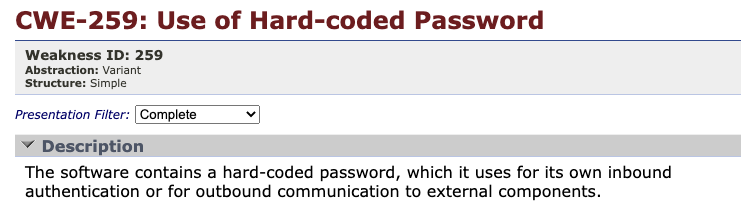 CWE-259: Use of Hard-coded Password
Weakness ID: 259
Abstraction: Variant
Structure: Simple
Presentation Filter: Complete
Description
The software contains a hard-coded password, which it uses for its own inbound
authentication or for outbound communication to external components.